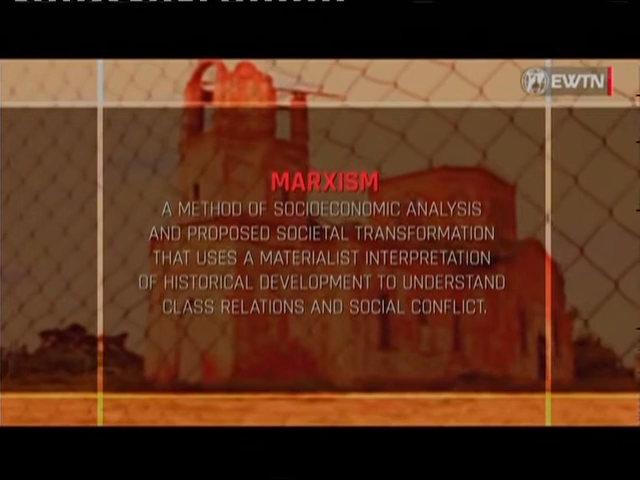 EWTN
MARXISM
A METHOD OF SOCIOECONOMIC ANALYSIS
AND PROPOSED SOCIETAL TRANSFORMATION
THAT USES A MATERIALIST INTERPRETATION
OF HISTORICAL DEVELOPMENT TO UNDERSTAND
CLASS RELATIONS AND SOCIAL CONFLICT.